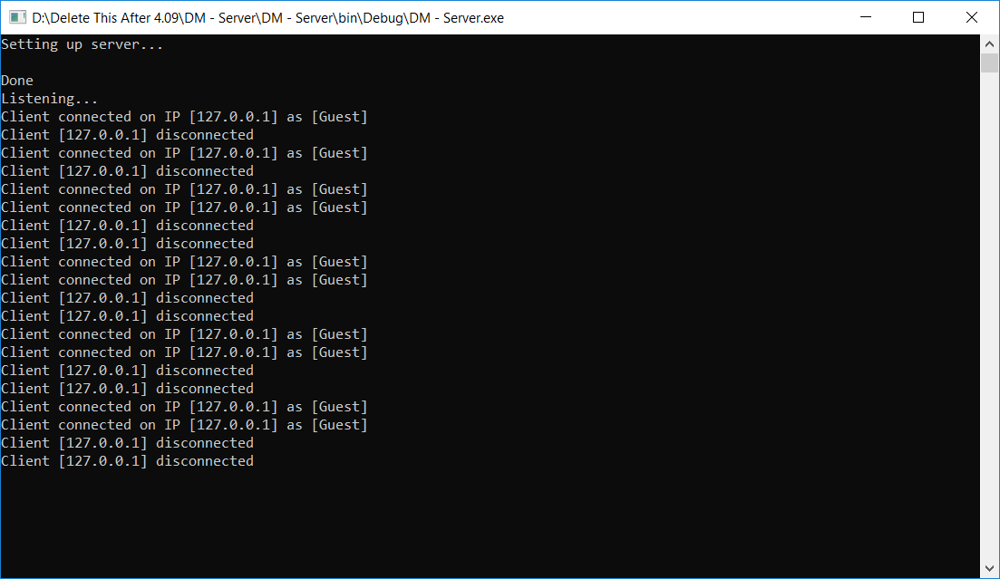 D:\Delete This After 4.09\DM - Server\DM - Server\bin\Debug\DM - Server.exe
Setting up server...
Done
Listening...
Client connected on IP [127.0.0.1] as [Guest]
Client [127.0.0.1] disconnected
Client connected on IP [127.0.0.1] as [Guest]
Client [127.0.0.1] disconnected
Client connected on IP [127.0.0.1] as [Guest]
Client connected on IP [127.0.0.1] as [Guest]
Client [127.0.0.1] disconnected
Client [127.0.0.1] disconnected
Client connected on IP [127.0.0.1] as [Guest]
Client connected on IP [127.0.0.1] as [Guest]
Client [127.0.0.1] disconnected
Client [127.0.0.1] disconnected
Client connected on IP [127.0.0.1] as [Guest]
Client connected on IP [127.0.0.1] as [Guest]
Client [127.0.0.1] disconnected
Client [127.0.0.1] disconnected
Client connected on IP [127.0.0.1] as [Guest]
Client connected on IP [127.0.0.1] as [Guest]
Client [127.0.0.1] disconnected
Client [127.0.0.1] disconnected